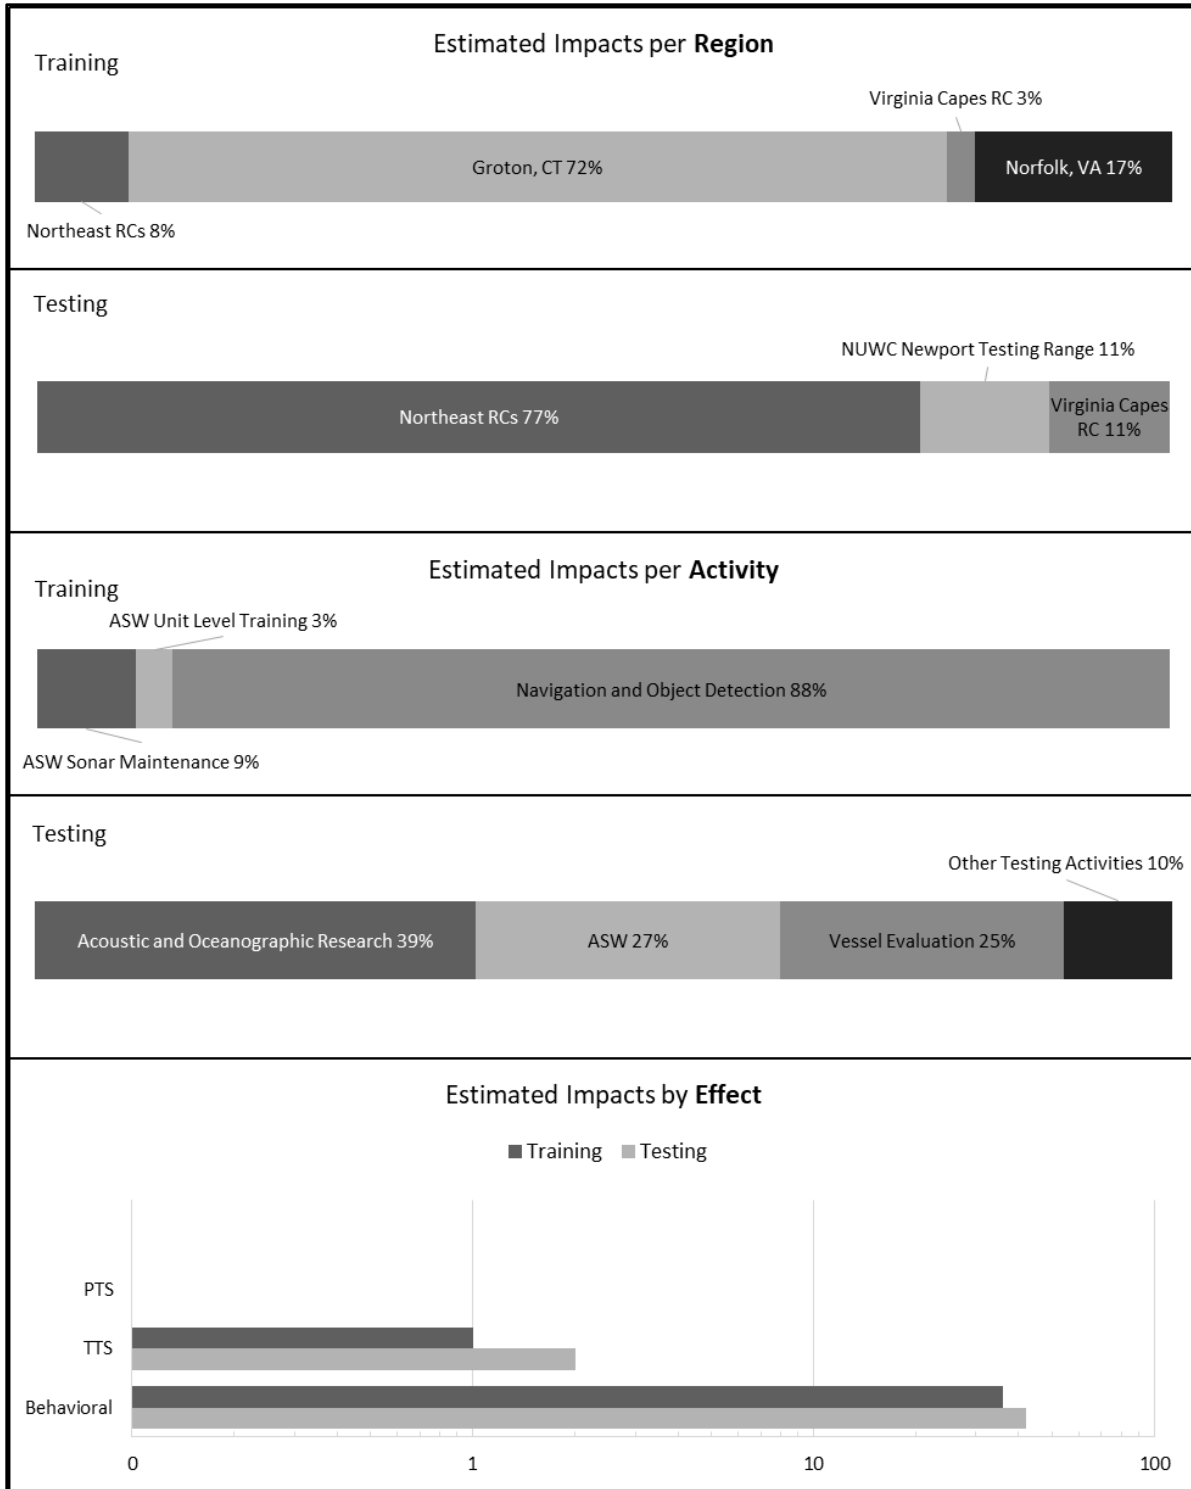 Estimated Impacts per Region
Training
Virginia Capes RC 3%
Groton, CT 72%
Norfolk, VA 17%
Northeast RCs 8%
Testing
NUWC Newport Testing Range 11%
Northeast RCs 77%
Virginia Capes
RC 11%
Estimated Impacts per Activity
Training
ASW Unit Level Training 3%
Navigation and Object Detection 88%
ASW Sonar Maintenance 9%
Testing
Other Testing Activities 10%
Acoustic and Oceanographic Research 39%
ASW 27%
Vessel Evaluation 25%
Estimated Impacts by Effect
Training
Testing
PTS
TTS
Behavioral
0
1
10
100